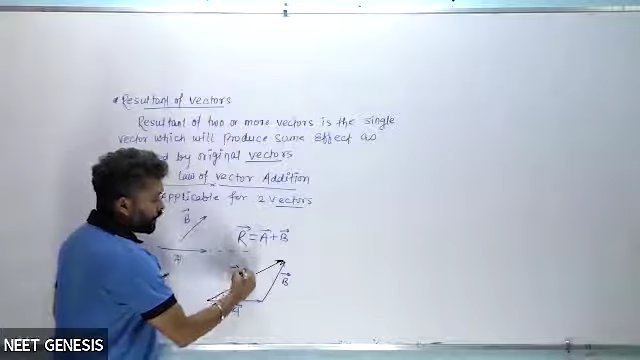 * Resultant of vectors
Resultant of two or more vectors is the single
vector which will produce same effect as
by original vectors
law of vector Addition
Applicable for 2 vectors
B
R = A + B
A
B
A
NEET GENESIS